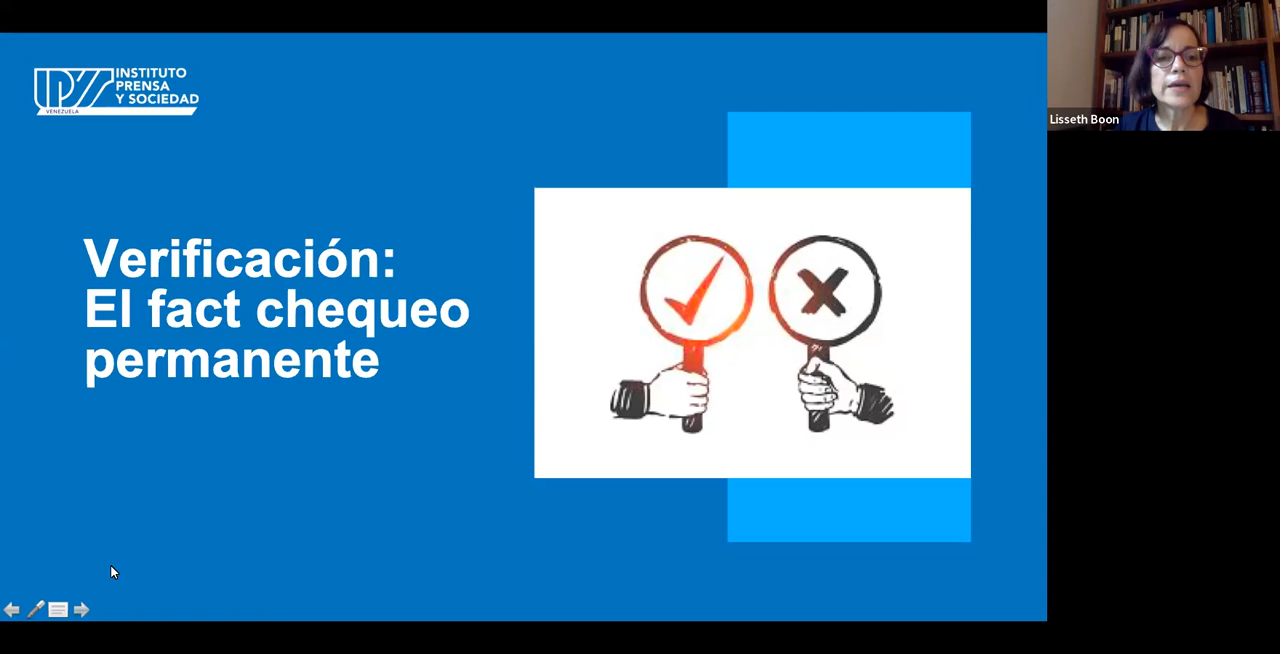 INSTITUTO
PRENSA
Y SOCIEDAD
VENEZUELA
Verificación:
El fact chequeo
permanente
Lisseth Boon